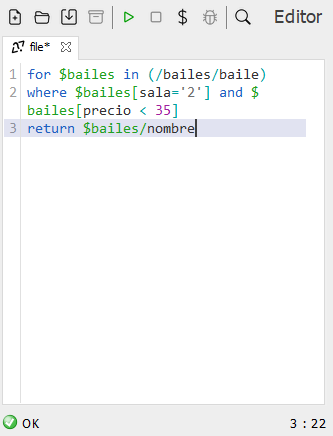 Editor
file*
1 for $bailes in (/bailes/baile)
2 where $bailes[sala='2'] and $
bailes[precio < 35]
3 return $bailes/nombre
OK
3 : 22